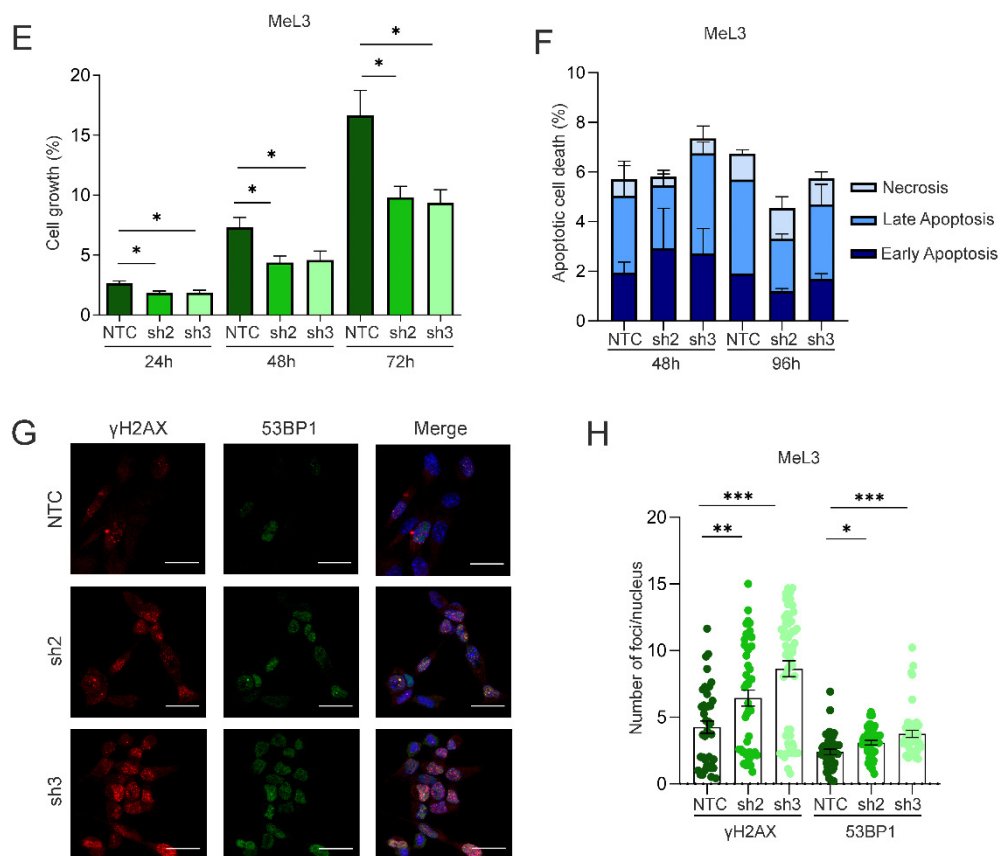 E
MeL3
Cell growth (%)
20
15
10
5
0
* * * * * *
NTC sh2 sh3 NTC sh2 sh3 NTC sh2 sh3
24h 48h 72h
F
MeL3
Apoptotic cell death (%)
10
8
6
4
2
0
Necrosis
Late Apoptosis
Early Apoptosis
NTC sh2 sh3 NTC sh2 sh3
48h 96h
G
γH2AX 53BP1 Merge
NTC
sh2
sh3
H
MeL3
Number of foci/nucleus
20
15
10
5
0
*** ***
** *
NTC sh2 sh3 NTC sh2 sh3
γH2AX 53BP1